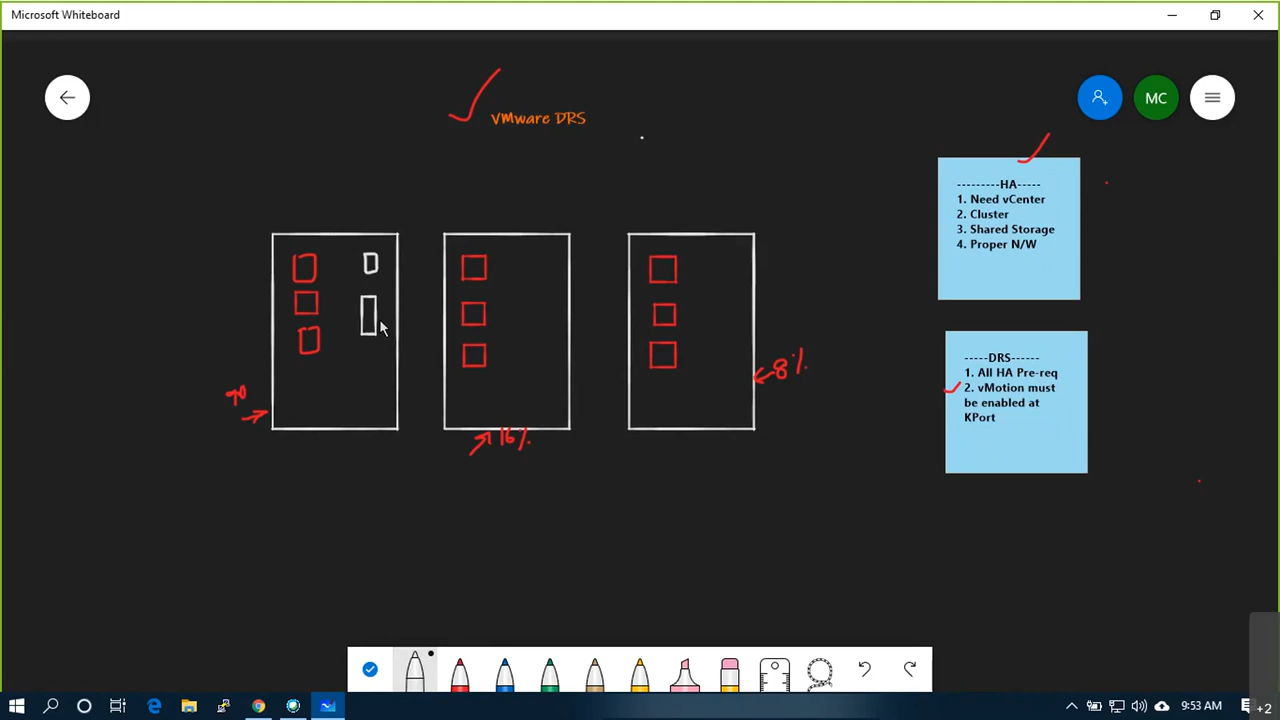 Microsoft Whiteboard
VMware DRS
MC
---------HA-----
1. Need vCenter
2. Cluster
3. Shared Storage
4. Proper N/W
-----DRS------
1. All HA Pre-req
2. vMotion must
be enabled at
KPort
8%
16%
9:53 AM
+2